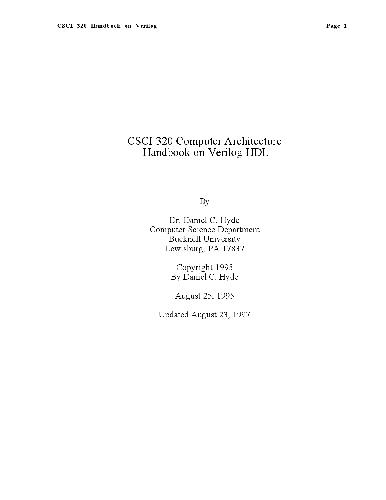 CSCI 320 Handbook on Verilog Page 1
CSCI 320 Computer Architecture
Handbook on Verilog HDL
By
Dr. Daniel C. Hyde
Computer Science Department
Bucknell University
Lewisburg, PA 17837
Copyright 1995
By Daniel C. Hyde
August 25, 1995
Updated August 23, 1997